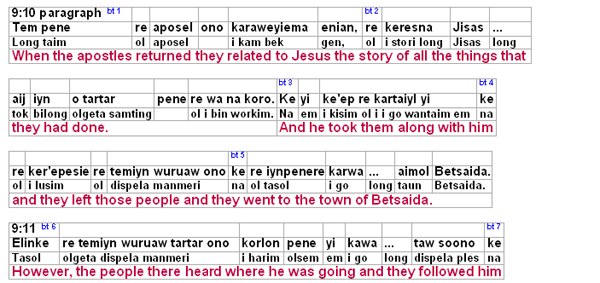 9:10 paragraph bt 1 bt 2
Tem pene re aposel ono karaweyiema enian, re keresna Jisas ...
Long taim ol aposel i kam bek gen, ol i stori long Jisas long
When the apostles returned they related to Jesus the story of all the things that
bt 3 bt 4
aij iyn o tartar pene re wa na koro. Ke yi ke'ep re kartaiyl yi ke
tok bilong olgeta samting ol i bin workim. Na em i kisim ol i i go wantaim em na
they had done. And he took them along with him
bt 5
re ker'epesie re temiyn wuruaw ono ke re iynpenere karwa ... aimol Betsaida.
ol i lusim ol dispela manmeri na ol tasol i go long taun Betsaida.
and they left those people and they went to the town of Betsaida.
9:11 bt 6 bt 7
Elinke re temiyn wuruaw tartar ono korlon pene yi kawa ... taw soono ke
Tasol olgeta dispela manmeri i harim olsem em i go long dispela ples na
However, the people there heard where he was going and they followed him